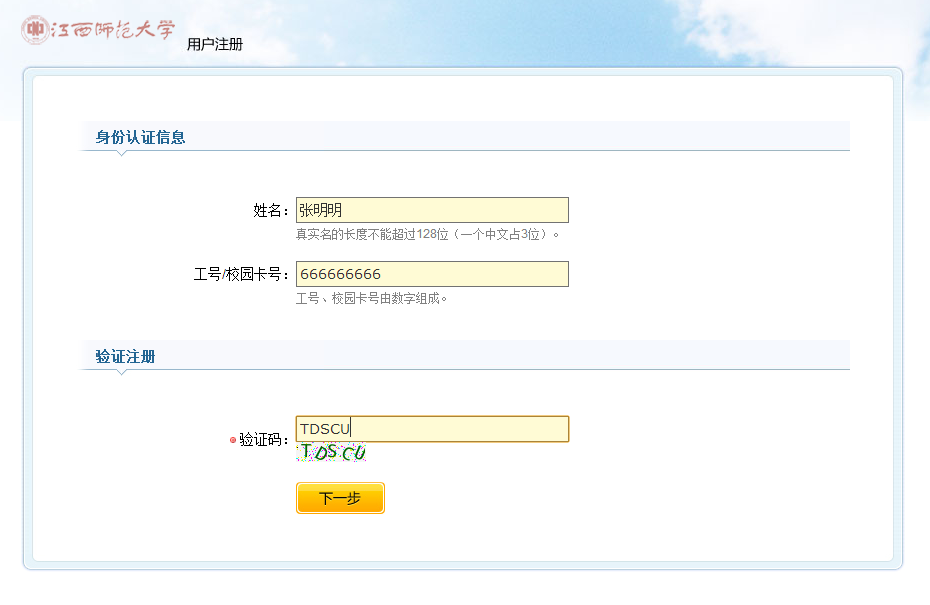 江西师范大学
用户注册
身份认证信息
姓名：张明明
真实名的长度不能超过128位（一个中文占3位）。
工号/校园卡号：666666666
工号、校园卡号由数字组成。
验证注册
验证码：TDSCU
TDSCU
下一步